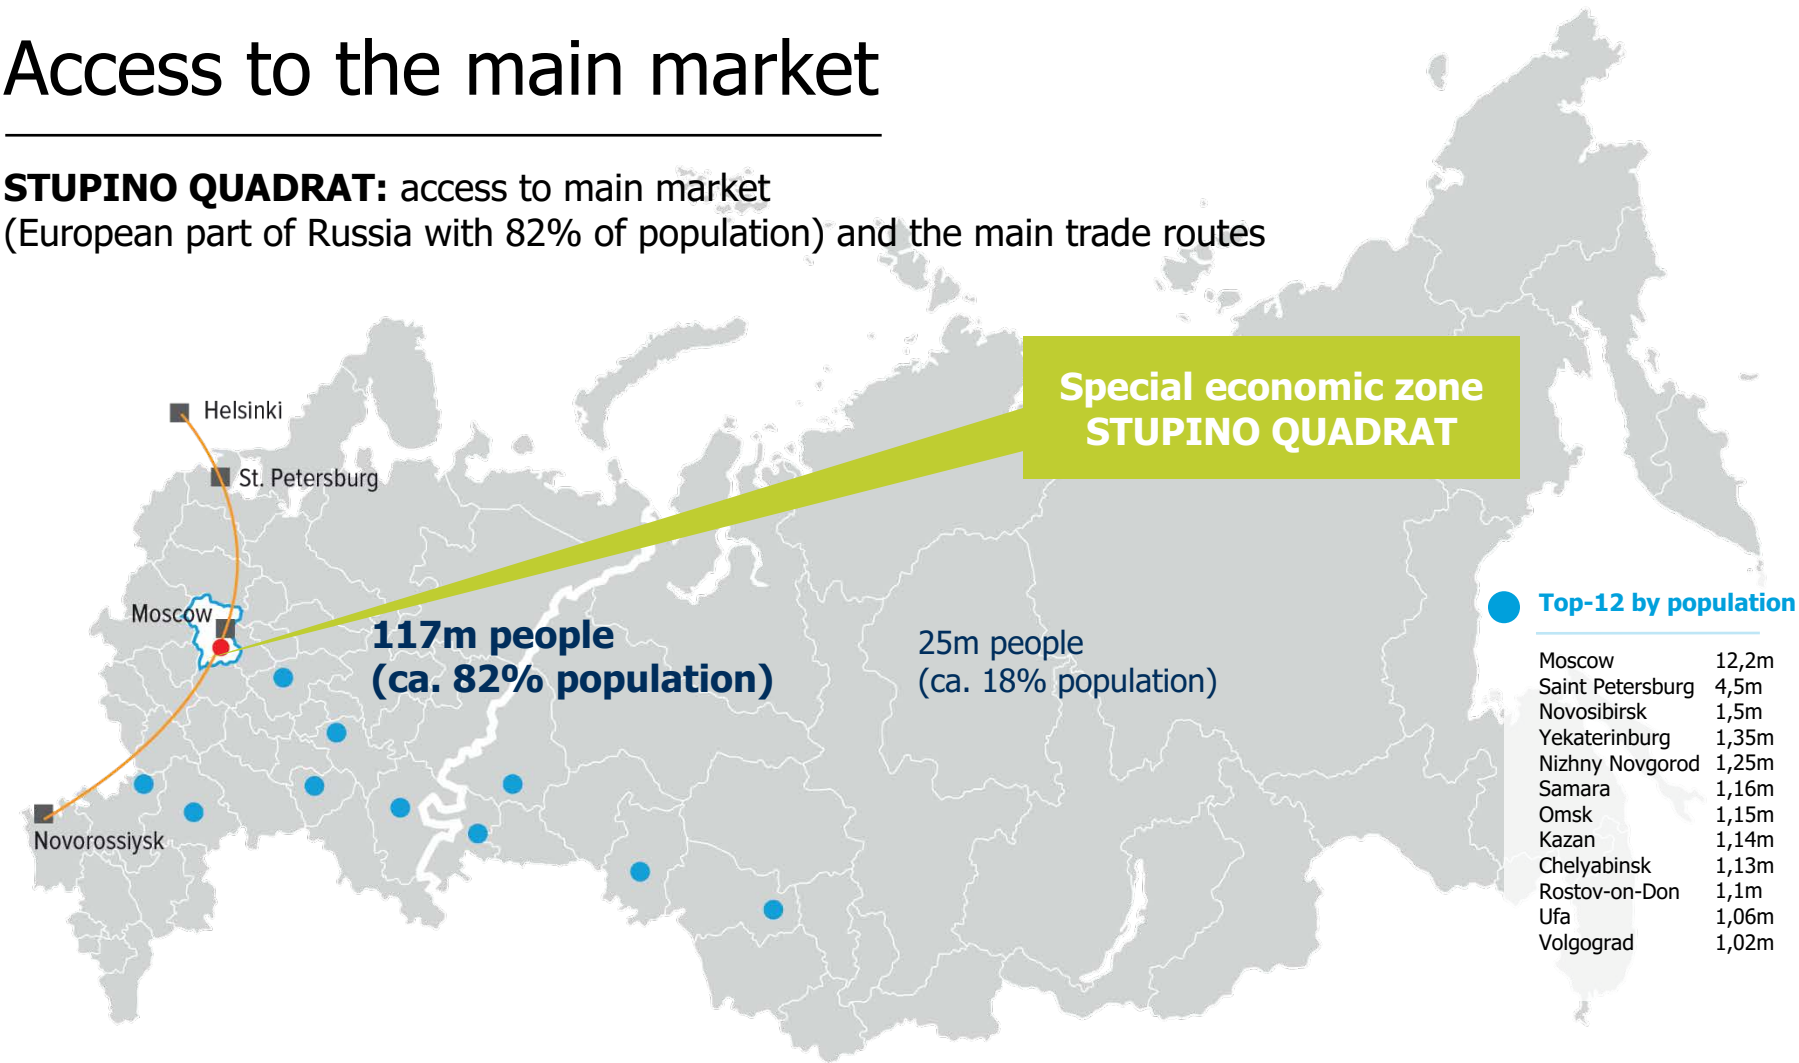 Access to the main market
STUPINO QUADRAT: access to main market
(European part of Russia with 82% of population) and the main trade routes
Special economic zone
STUPINO QUADRAT
Helsinki
St. Petersburg
Moscow
117m people
(ca. 82% population)
25m people
(ca. 18% population)
Novorossiysk
Top-12 by population
Moscow 12,2m
Saint Petersburg 4,5m
Novosibirsk 1,5m
Yekaterinburg 1,35m
Nizhny Novgorod 1,25m
Samara 1,16m
Omsk 1,15m
Kazan 1,14m
Chelyabinsk 1,13m
Rostov-on-Don 1,1m
Ufa 1,06m
Volgograd 1,02m